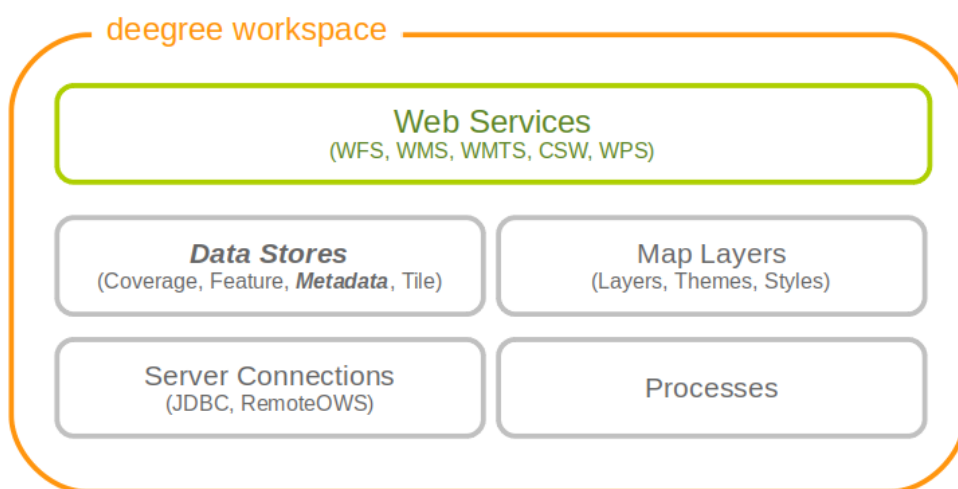 deegree workspace
Web Services
(WFS, WMS, WMTS, CSW, WPS)
Data Stores
(Coverage, Feature, Metadata, Tile)
Map Layers
(Layers, Themes, Styles)
Server Connections
(JDBC, RemoteOWS)
Processes